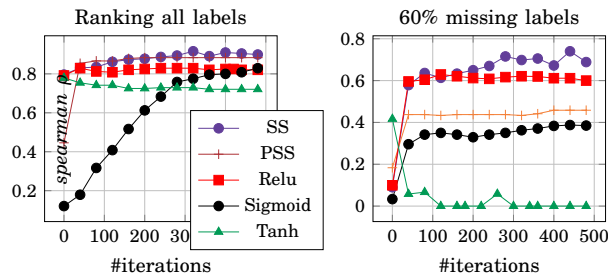 Ranking all labels
60% missing labels
spearman ρ
0.8
0.6
0.4
0.2
0 100 200 300
SS
PSS
Relu
Sigmoid
Tanh
#iterations
0.8
0.6
0.4
0.2
0
0 100 200 300 400 500
#iterations